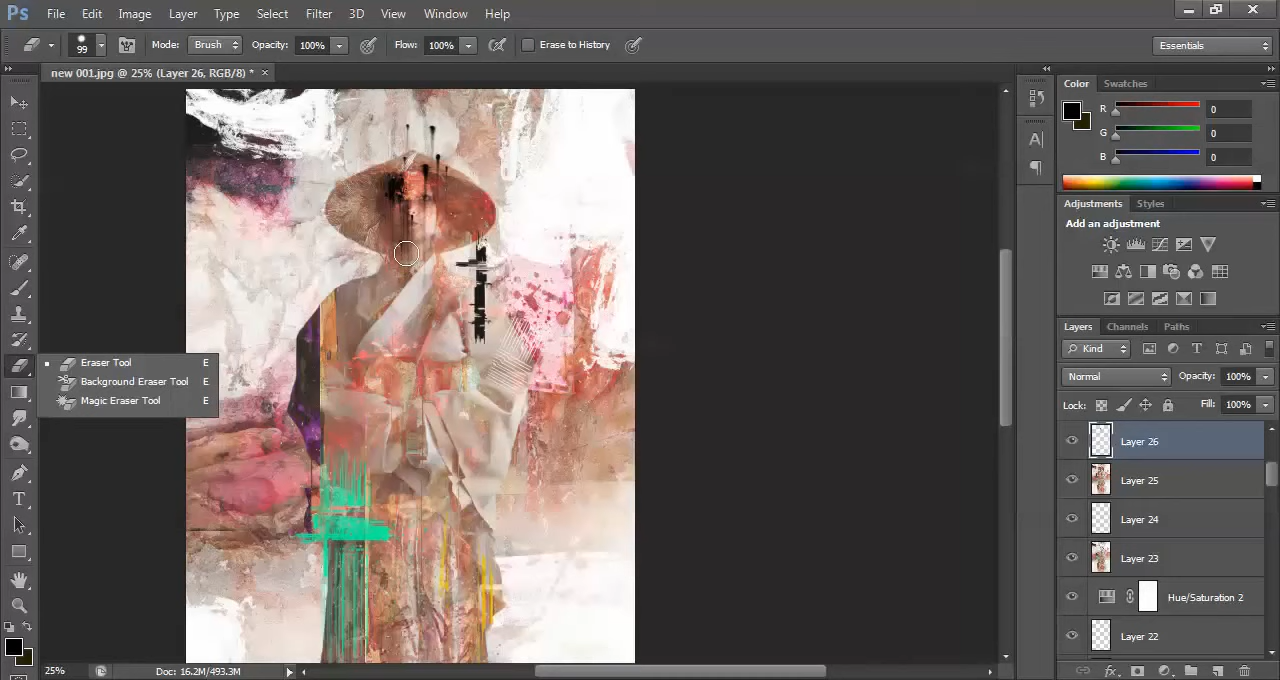 Ps File Edit Image Layer Type Select Filter 3D View Window Help
99 Mode: Brush Opacity: 100% Flow: 100% Erase to History Essentials
new 001.jpg @ 25% (Layer 26, RGB/8) * ×
Color Swatches
R 0
G 0
B 0
Adjustments Styles
Add an adjustment
Layers Channels Paths
Kind
Normal Opacity: 100%
Lock: Fill: 100%
Eraser Tool E
Background Eraser Tool E
Magic Eraser Tool E
Layer 26
Layer 25
Layer 24
Layer 23
Hue/Saturation 2
Layer 22
25% Doc: 16.2M/493.3M